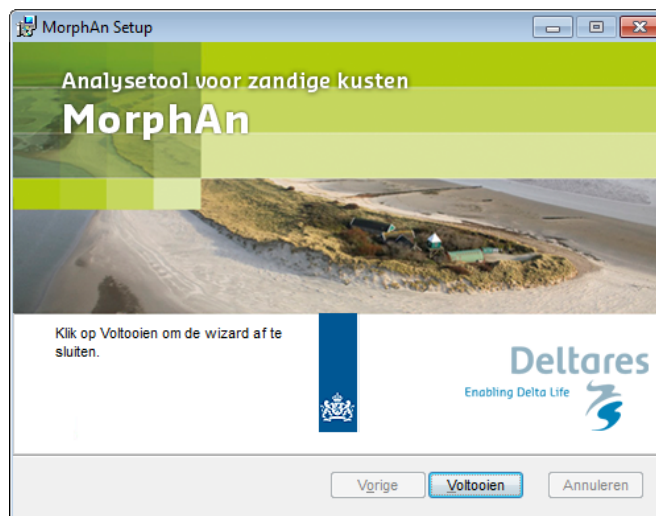 MorphAn Setup
Analysetool voor zandige kusten
MorphAn
Klik op Voltooien om de wizard af te
sluiten.
Deltares
Enabling Delta Life
Vorige
Voltooien
Annuleren